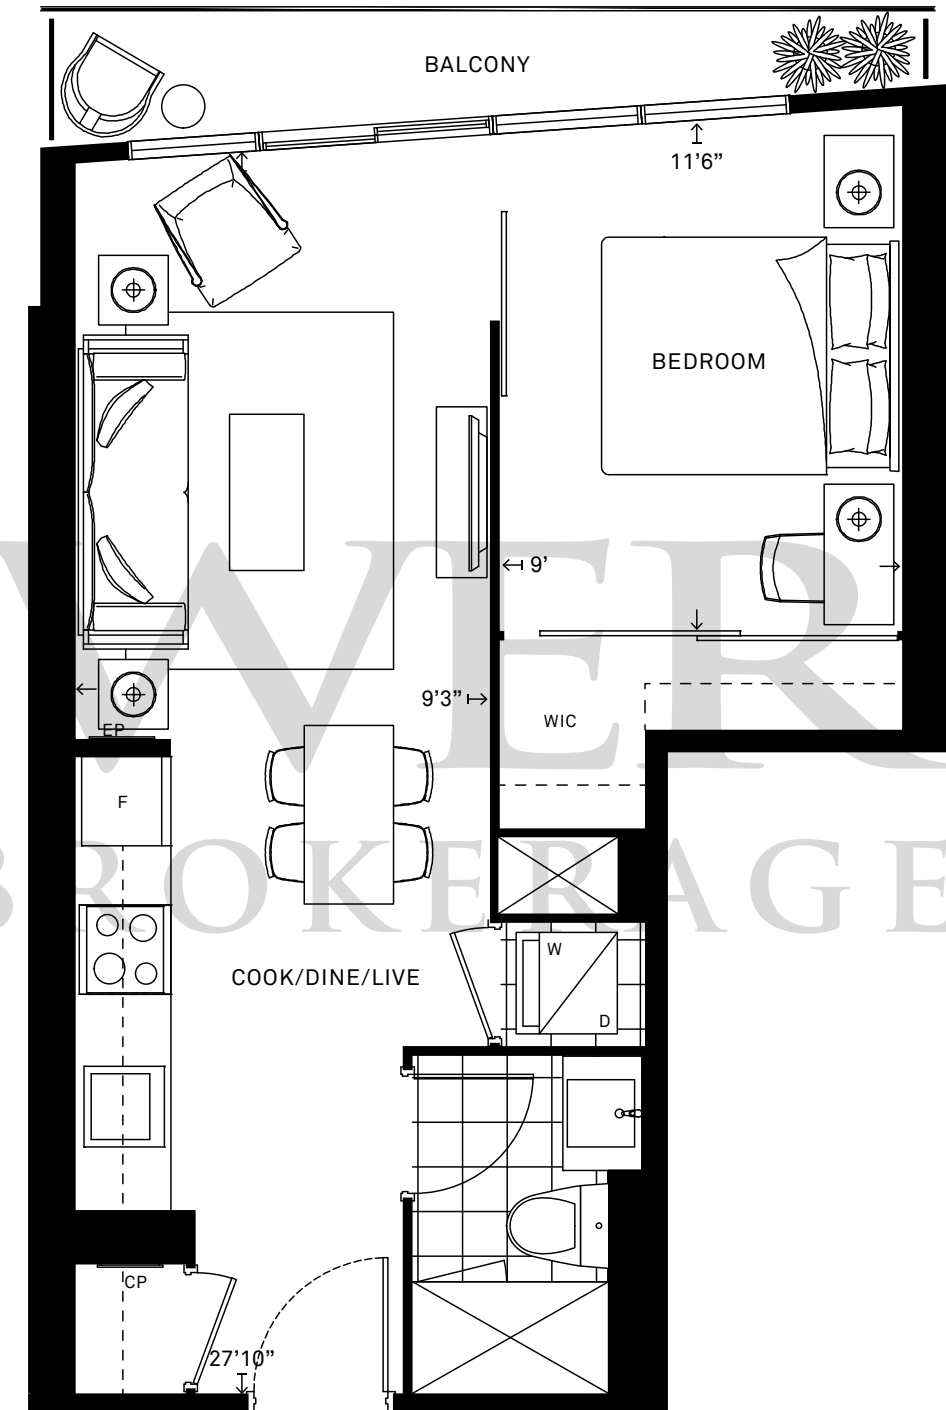 BALCONY
11'6”
BEDROOM
9'
9'3”
WIC
EP
F
WER
BROKERAGE
W
D
COOK/DINE/LIVE
CP
27'10”